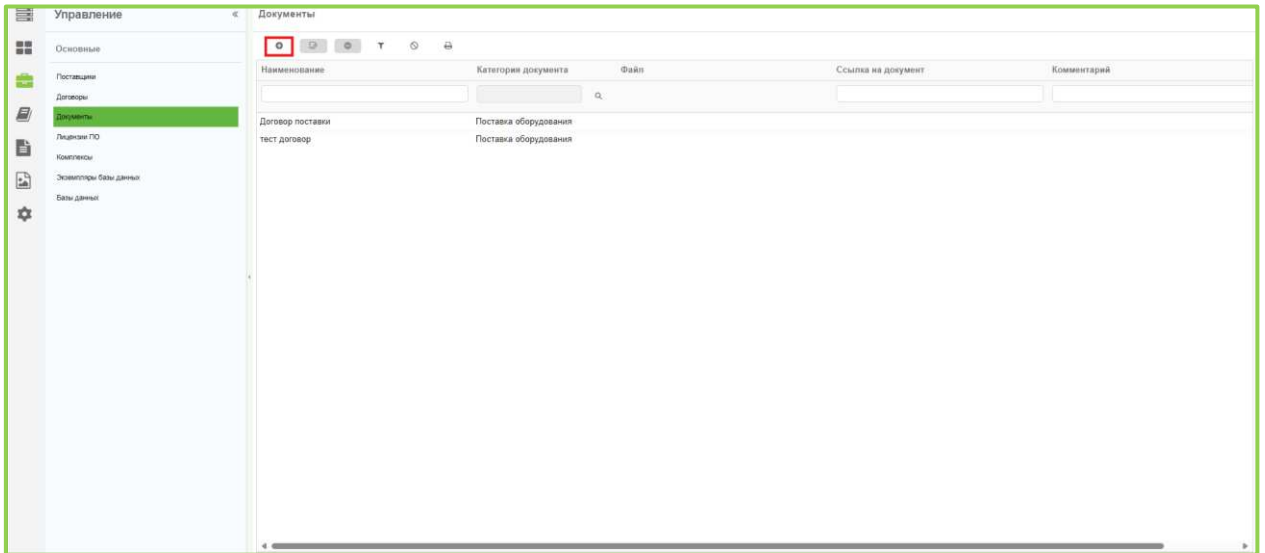 Управление « Документы
Основные
Наименование Категория документа Файл Ссылка на документ Комментарий
Поставщики
Договоры
Документы
Лицензии ПО
Комплексы
Экземпляры базы данных
Базы данных
Договор поставки Поставка оборудования
тест договор Поставка оборудования